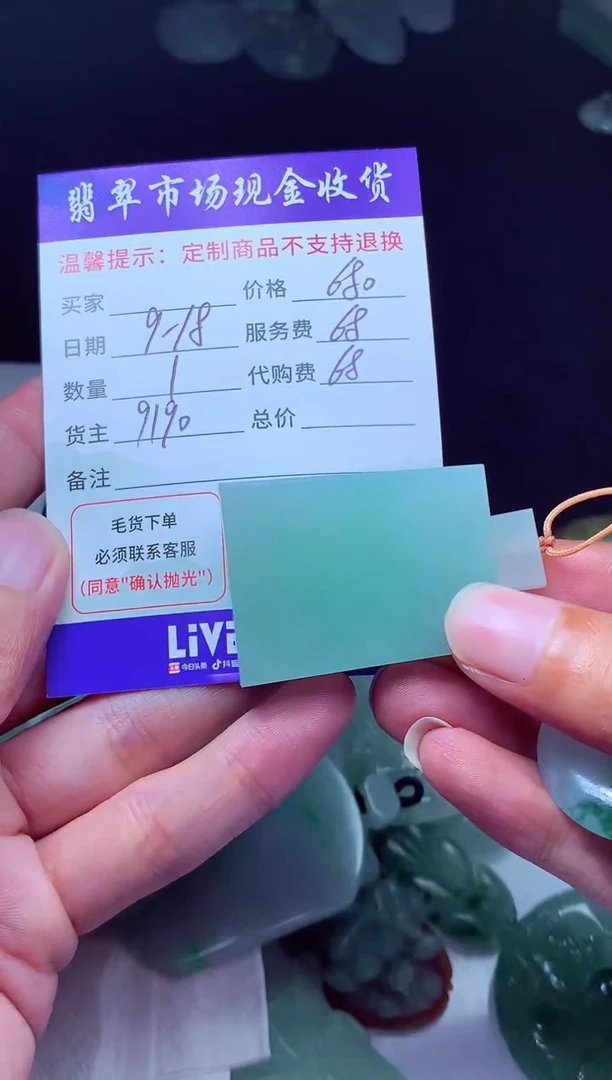 翡翠市场现金收货
温馨提示：定制商品不支持退换
买家 价格 680
日期 9-18 服务费 68
数量 1 代购费 68
货主 9190 总价
备注
毛货下单
必须联系客服
（同意"确认抛光"）
LiVE
今日头条 抖音